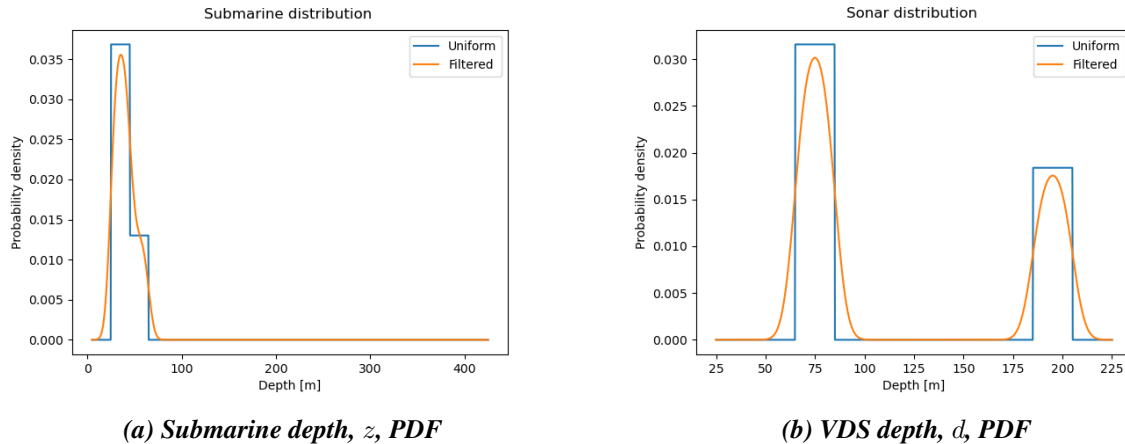 Submarine distribution
Uniform
Filtered
0.035
0.030
0.025
0.020
0.015
0.010
0.005
0.000
Probability density
0
100
200
300
400
Depth [m]
(a) Submarine depth, z, PDF
Sonar distribution
Uniform
Filtered
0.030
0.025
0.020
0.015
0.010
0.005
0.000
Probability density
25
50
75
100
125
150
175
200
225
Depth [m]
(b) VDS depth, d, PDF